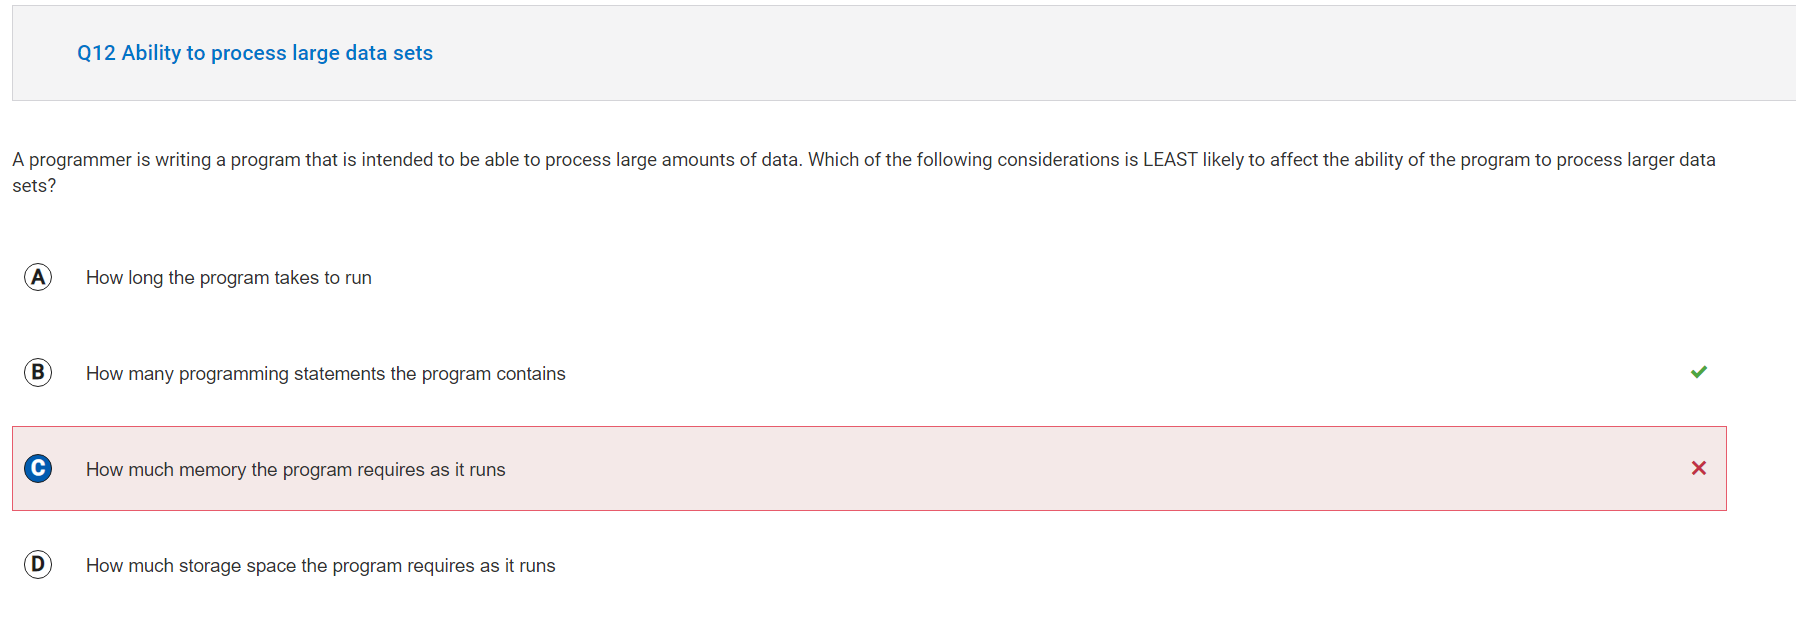 Q12 Ability to process large data sets
A programmer is writing a program that is intended to be able to process large amounts of data. Which of the following considerations is LEAST likely to affect the ability of the program to process larger data
sets?
A How long the program takes to run
B How many programming statements the program contains
C How much memory the program requires as it runs
D How much storage space the program requires as it runs